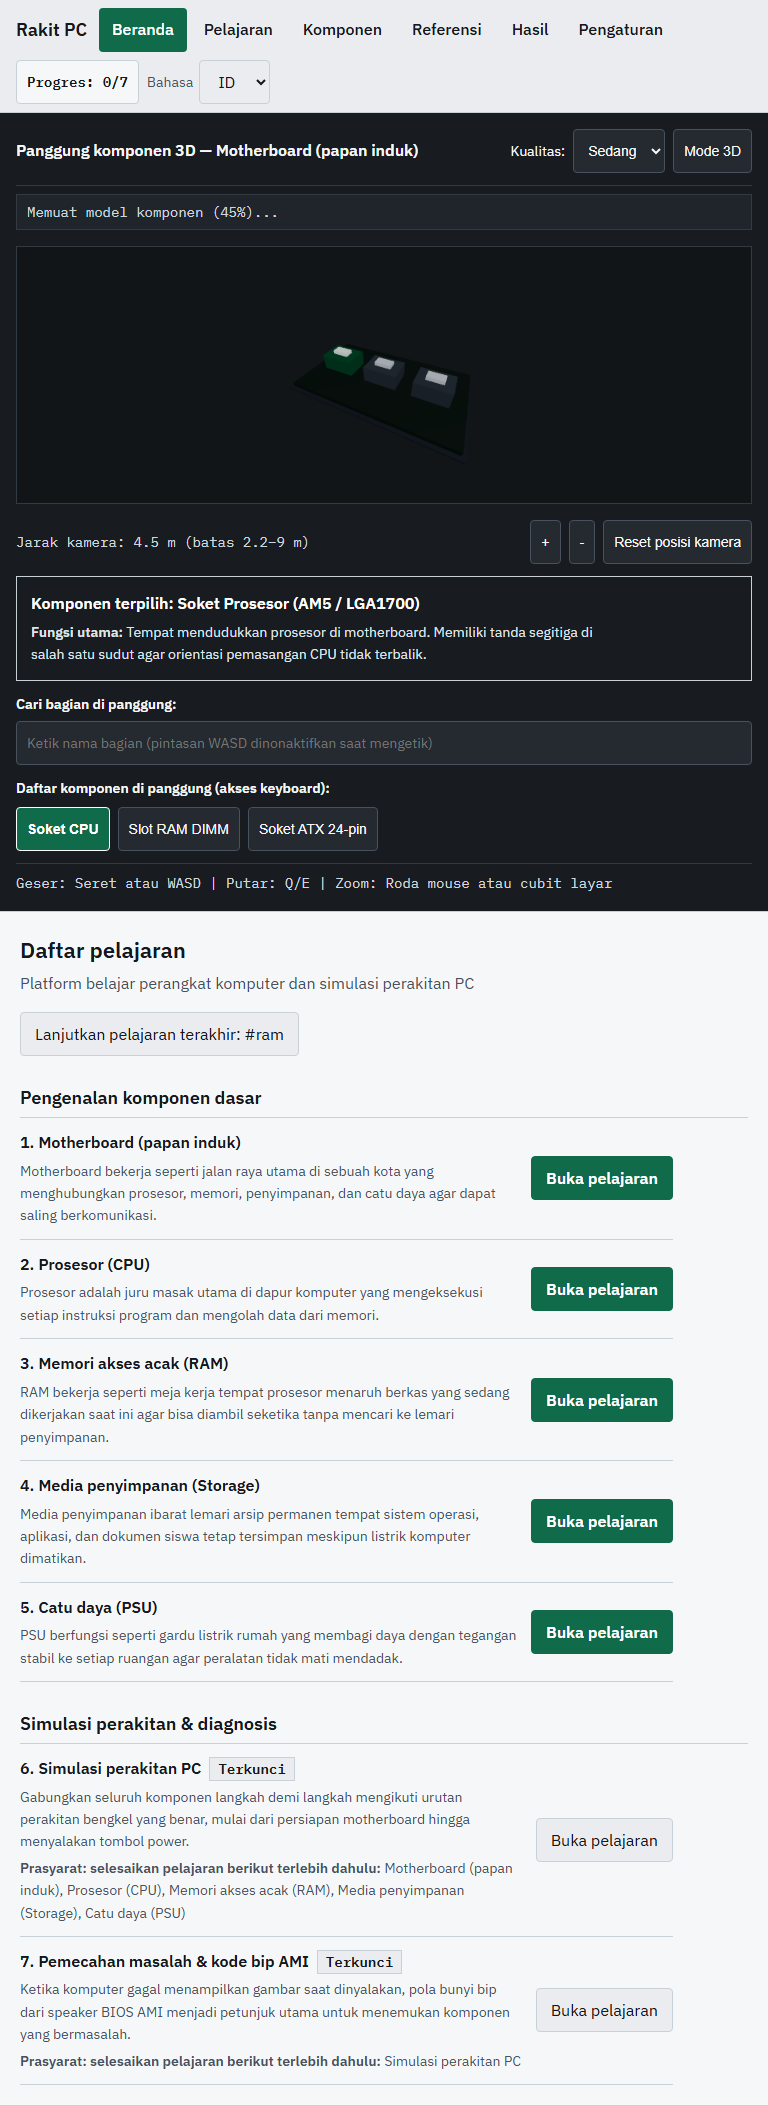 Rakit PC
Beranda
Pelajaran
Komponen
Referensi
Hasil
Pengaturan
Progres: 0/7
Bahasa
ID
Panggung komponen 3D — Motherboard (papan induk)
Kualitas:
Sedang
Mode 3D
Memuat model komponen (45%)...
Jarak kamera: 4.5 m (batas 2.2–9 m)
+
-
Reset posisi kamera
Komponen terpilih: Soket Prosesor (AM5 / LGA1700)
Fungsi utama: Tempat mendudukkan prosesor di motherboard. Memiliki tanda segitiga di
salah satu sudut agar orientasi pemasangan CPU tidak terbalik.
Cari bagian di panggung:
Ketik nama bagian (pintasan WASD dinonaktifkan saat mengetik)
Daftar komponen di panggung (akses keyboard):
Soket CPU
Slot RAM DIMM
Soket ATX 24-pin
Geser: Seret atau WASD | Putar: Q/E | Zoom: Roda mouse atau cubit layar
Daftar pelajaran
Platform belajar perangkat komputer dan simulasi perakitan PC
Lanjutkan pelajaran terakhir: #ram
Pengenalan komponen dasar
1. Motherboard (papan induk)
Motherboard bekerja seperti jalan raya utama di sebuah kota yang
menghubungkan prosesor, memori, penyimpanan, dan catu daya agar dapat
saling berkomunikasi.
Buka pelajaran
2. Prosesor (CPU)
Prosesor adalah juru masak utama di dapur komputer yang mengeksekusi
setiap instruksi program dan mengolah data dari memori.
Buka pelajaran
3. Memori akses acak (RAM)
RAM bekerja seperti meja kerja tempat prosesor menaruh berkas yang sedang
dikerjakan saat ini agar bisa diambil seketika tanpa mencari ke lemari
penyimpanan.
Buka pelajaran
4. Media penyimpanan (Storage)
Media penyimpanan ibarat lemari arsip permanen tempat sistem operasi,
aplikasi, dan dokumen siswa tetap tersimpan meskipun listrik komputer
dimatikan.
Buka pelajaran
5. Catu daya (PSU)
PSU berfungsi seperti gardu listrik rumah yang membagi daya dengan tegangan
stabil ke setiap ruangan agar peralatan tidak mati mendadak.
Buka pelajaran
Simulasi perakitan & diagnosis
6. Simulasi perakitan PC
Terkunci
Gabungkan seluruh komponen langkah demi langkah mengikuti urutan
perakitan bengkel yang benar, mulai dari persiapan motherboard hingga
menyalakan tombol power.
Prasyarat: selesaikan pelajaran berikut terlebih dahulu: Motherboard (papan
induk), Prosesor (CPU), Memori akses acak (RAM), Media penyimpanan
(Storage), Catu daya (PSU)
Buka pelajaran
7. Pemecahan masalah & kode bip AMI
Terkunci
Ketika komputer gagal menampilkan gambar saat dinyalakan, pola bunyi bip
dari speaker BIOS AMI menjadi petunjuk utama untuk menemukan komponen
yang bermasalah.
Prasyarat: selesaikan pelajaran berikut terlebih dahulu: Simulasi perakitan PC
Buka pelajaran